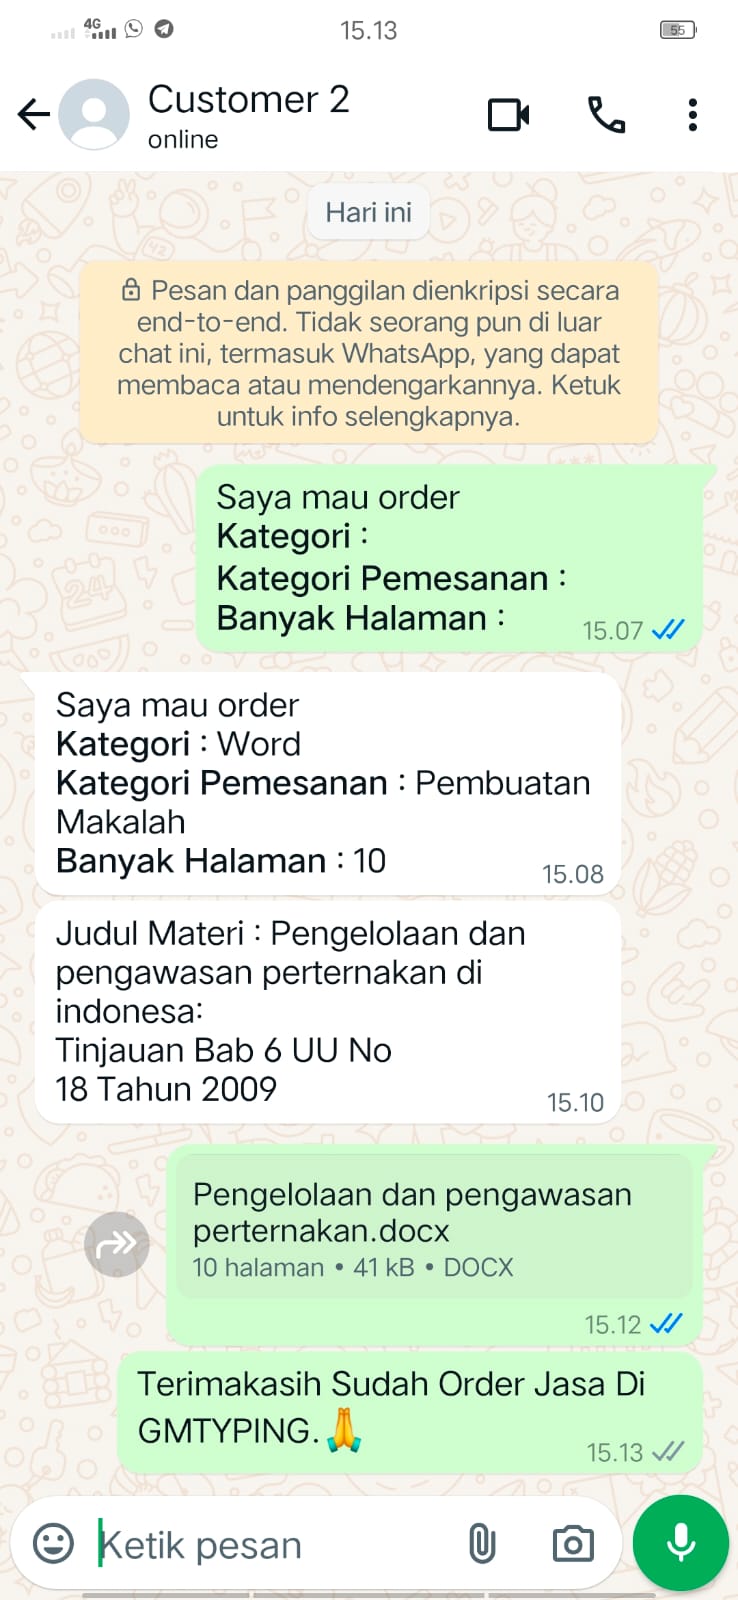 4G
15.13
55
Customer 2
online
Hari ini
Pesan dan panggilan dienkripsi secara
end-to-end. Tidak seorang pun di luar
chat ini, termasuk WhatsApp, yang dapat
membaca atau mendengarkannya. Ketuk
untuk info selengkapnya.
Saya mau order
Kategori :
Kategori Pemesanan :
Banyak Halaman :
15.07
Saya mau order
Kategori : Word
Kategori Pemesanan : Pembuatan
Makalah
Banyak Halaman : 10
15.08
Judul Materi : Pengelolaan dan
pengawasan perternakan di
indonesa:
Tinjauan Bab 6 UU No
18 Tahun 2009
15.10
Pengelolaan dan pengawasan
perternakan.docx
10 halaman • 41 kB • DOCX
15.12
Terimakasih Sudah Order Jasa Di
GMTYPING.🙏
15.13
Ketik pesan